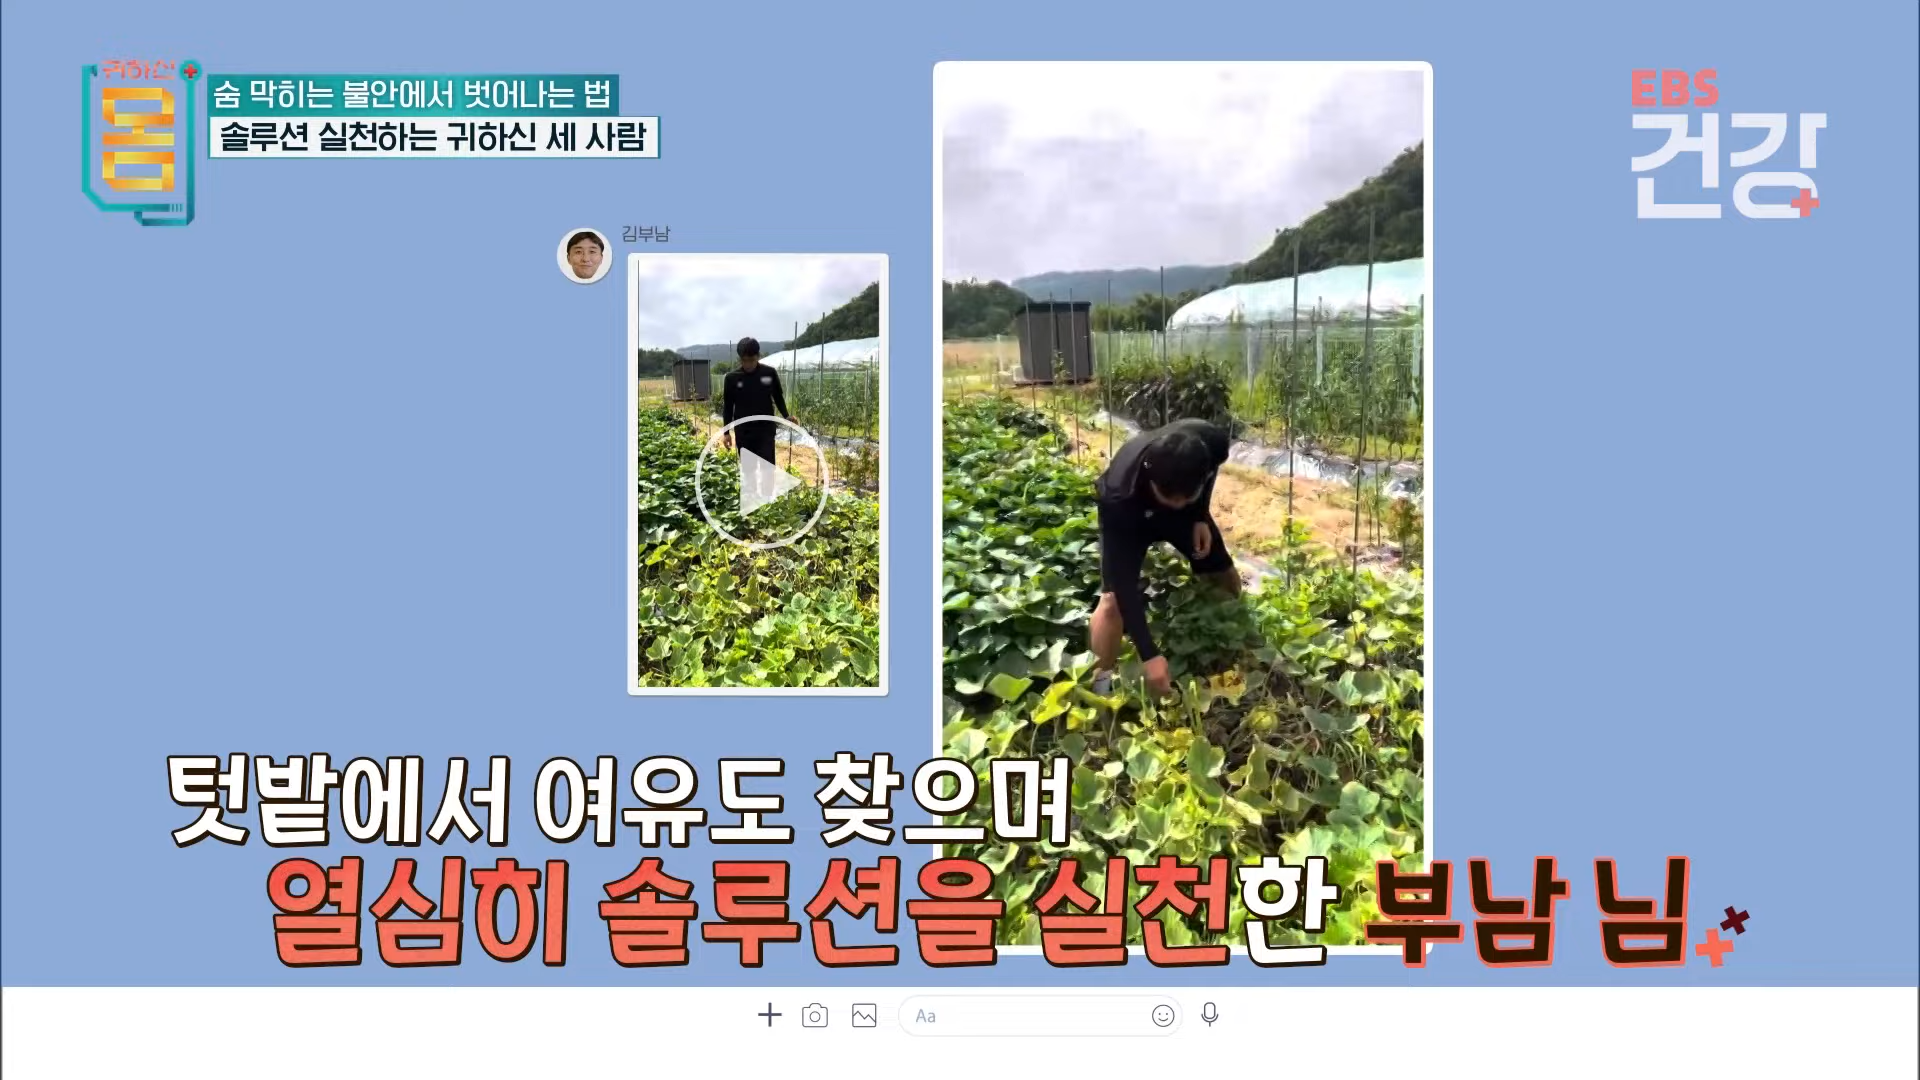 귀하신
몸
숨 막히는 불안에서 벗어나는 법
솔루션 실천하는 귀하신 세 사람
EBS
건강
김부남
텃밭에서 여유도 찾으며
열심히 솔루션을 실천한 부남 님
Aa